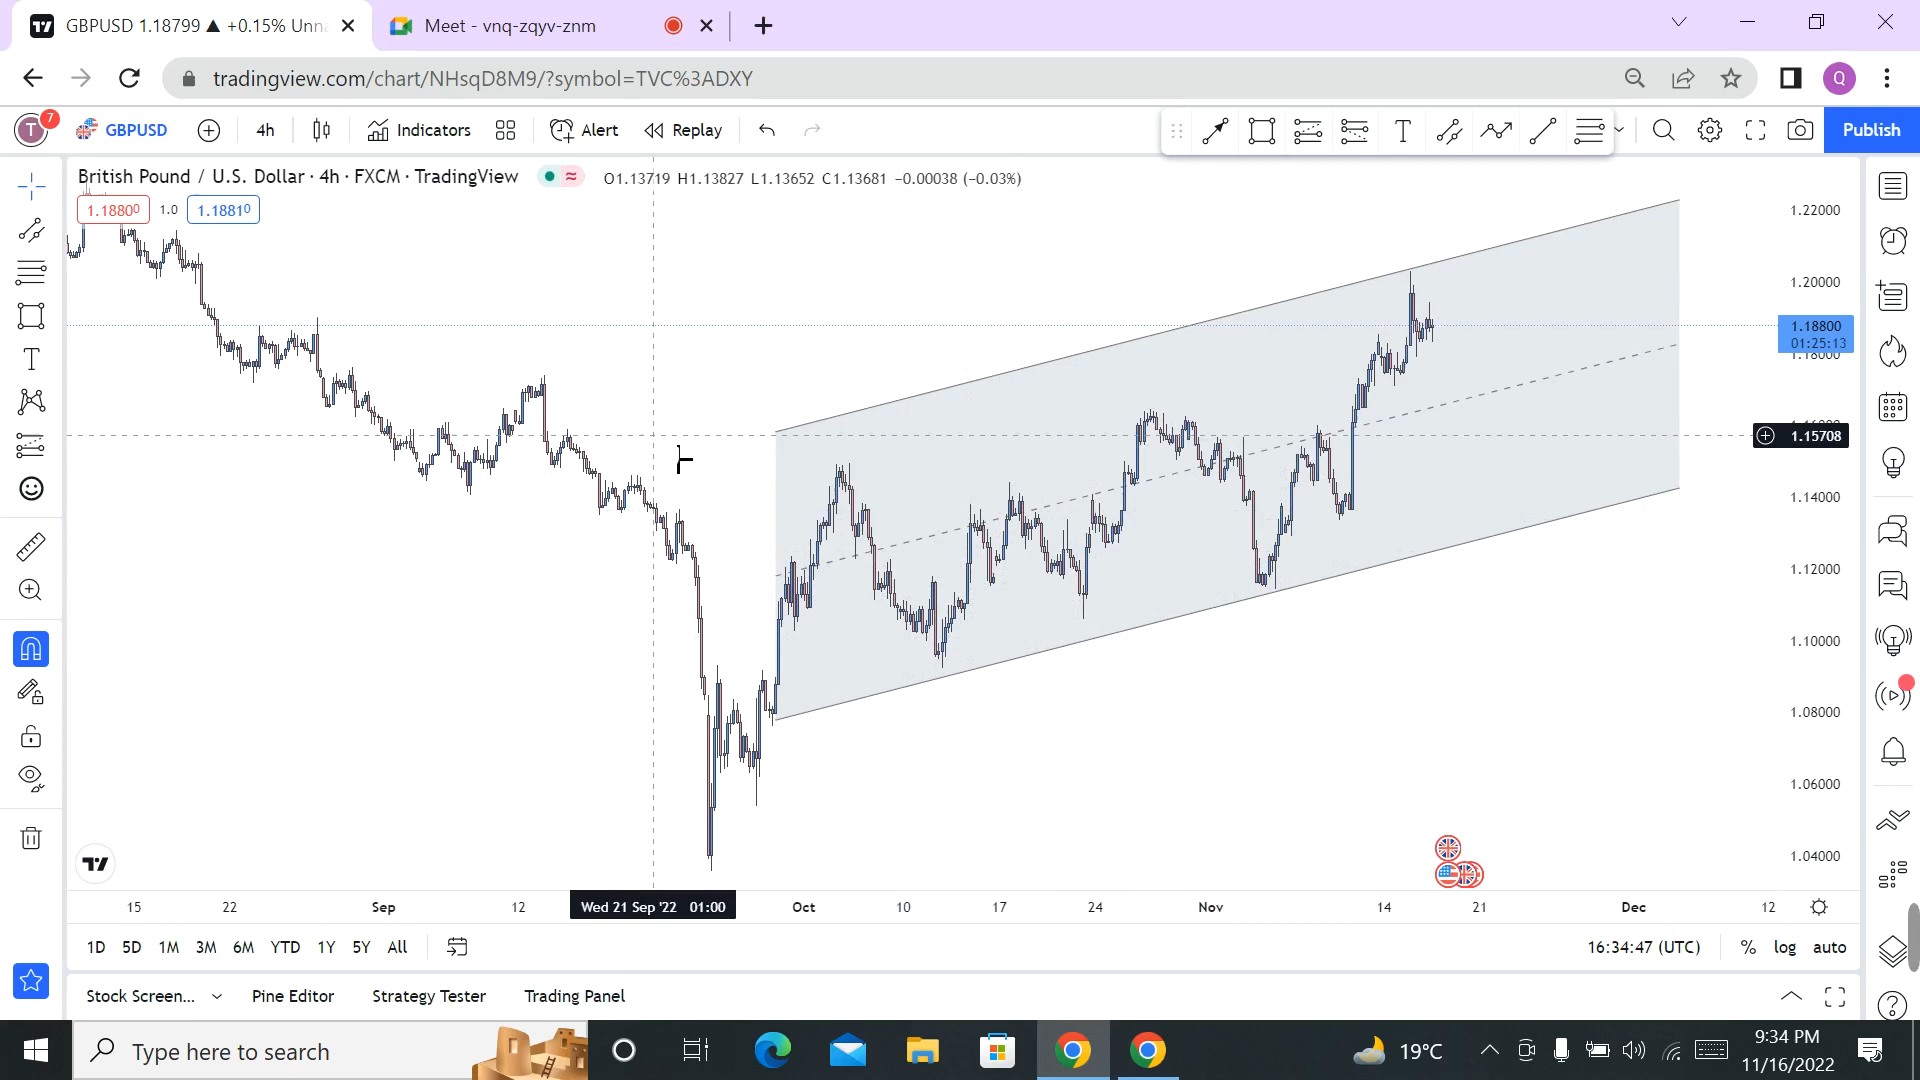 GBPUSD 1.18799 ▲ +0.15% Unna
Meet - vnq-zqyv-znm
tradingview.com/chart/NHsqD8M9/?symbol=TVC%3ADXY
Q
T
7
GBPUSD
4h
Indicators
Alert
Replay
Publish
British Pound / U.S. Dollar · 4h · FXCM · TradingView
O1.13719 H1.13827 L1.13652 C1.13681 −0.00038 (−0.03%)
1.18800
1.0
1.18810
1.22000
1.20000
1.18800
01:25:13
1.18000
1.15708
1.14000
1.12000
1.10000
1.08000
1.06000
1.04000
15
22
Sep
12
Wed 21 Sep '22 01:00
Oct
10
17
24
Nov
14
21
Dec
12
1D
5D
1M
3M
6M
YTD
1Y
5Y
All
16:34:47 (UTC)
%
log
auto
Stock Screen...
Pine Editor
Strategy Tester
Trading Panel
Type here to search
19°C
9:34 PM
11/16/2022